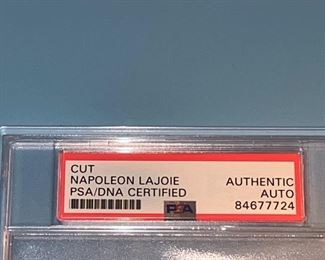 CUT
NAPOLEON LAJOIE
PSA/DNA CERTIFIED
AUTHENTIC
AUTO
84677724
PSA